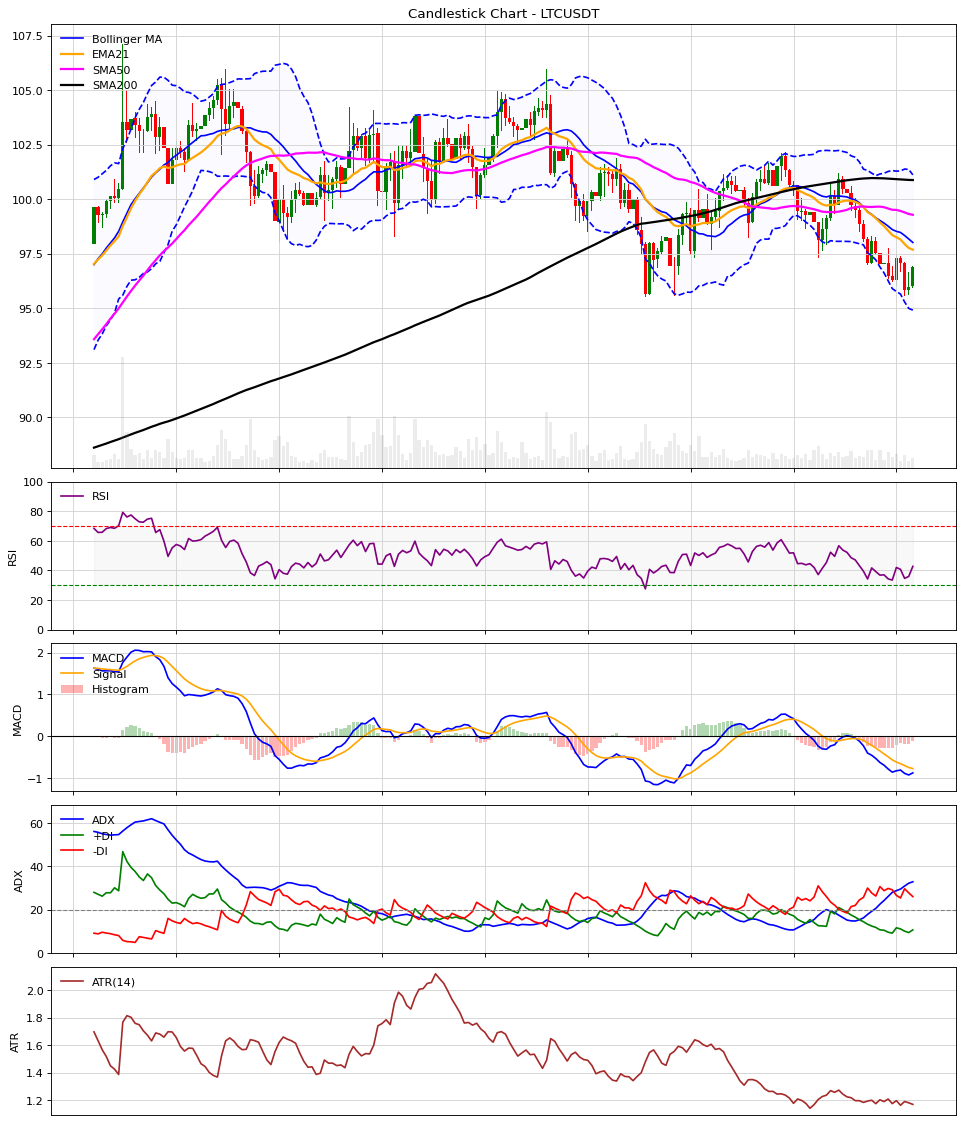 Candlestick Chart - LTCUSDT
107.5
105.0
102.5
100.0
97.5
95.0
92.5
90.0
Bollinger MA
EMA21
SMA50
SMA200
100
80
60
40
20
0
RSI
RSI
2
1
0
−1
MACD
MACD
Signal
Histogram
60
40
20
0
ADX
ADX
+DI
-DI
2.0
1.8
1.6
1.4
1.2
ATR
ATR(14)